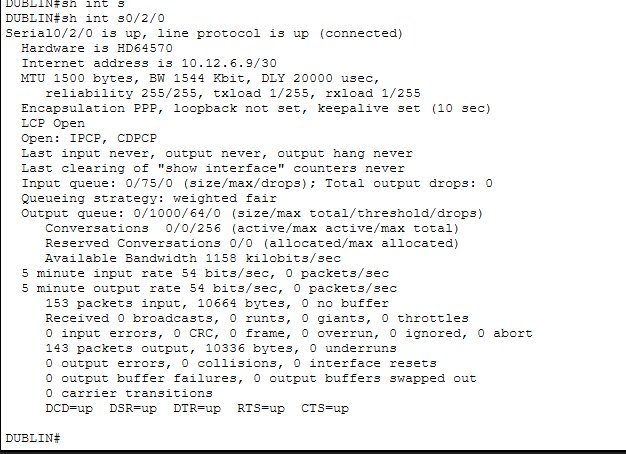 DUBLIN#sh int s
DUBLIN#sh int s0/2/0
Serial0/2/0 is up, line protocol is up (connected)
  Hardware is HD64570
  Internet address is 10.12.6.9/30
  MTU 1500 bytes, BW 1544 Kbit, DLY 20000 usec,
     reliability 255/255, txload 1/255, rxload 1/255
  Encapsulation PPP, loopback not set, keepalive set (10 sec)
  LCP Open
  Open: IPCP, CDPCP
  Last input never, output never, output hang never
  Last clearing of "show interface" counters never
  Input queue: 0/75/0 (size/max/drops); Total output drops: 0
  Queueing strategy: weighted fair
  Output queue: 0/1000/64/0 (size/max total/threshold/drops)
     Conversations  0/0/256 (active/max active/max total)
     Reserved Conversations 0/0 (allocated/max allocated)
     Available Bandwidth 1158 kilobits/sec
  5 minute input rate 54 bits/sec, 0 packets/sec
  5 minute output rate 54 bits/sec, 0 packets/sec
     153 packets input, 10664 bytes, 0 no buffer
     Received 0 broadcasts, 0 runts, 0 giants, 0 throttles
     0 input errors, 0 CRC, 0 frame, 0 overrun, 0 ignored, 0 abort
     143 packets output, 10336 bytes, 0 underruns
     0 output errors, 0 collisions, 0 interface resets
     0 output buffer failures, 0 output buffers swapped out
     0 carrier transitions
     DCD=up  DSR=up  DTR=up  RTS=up  CTS=up
DUBLIN#